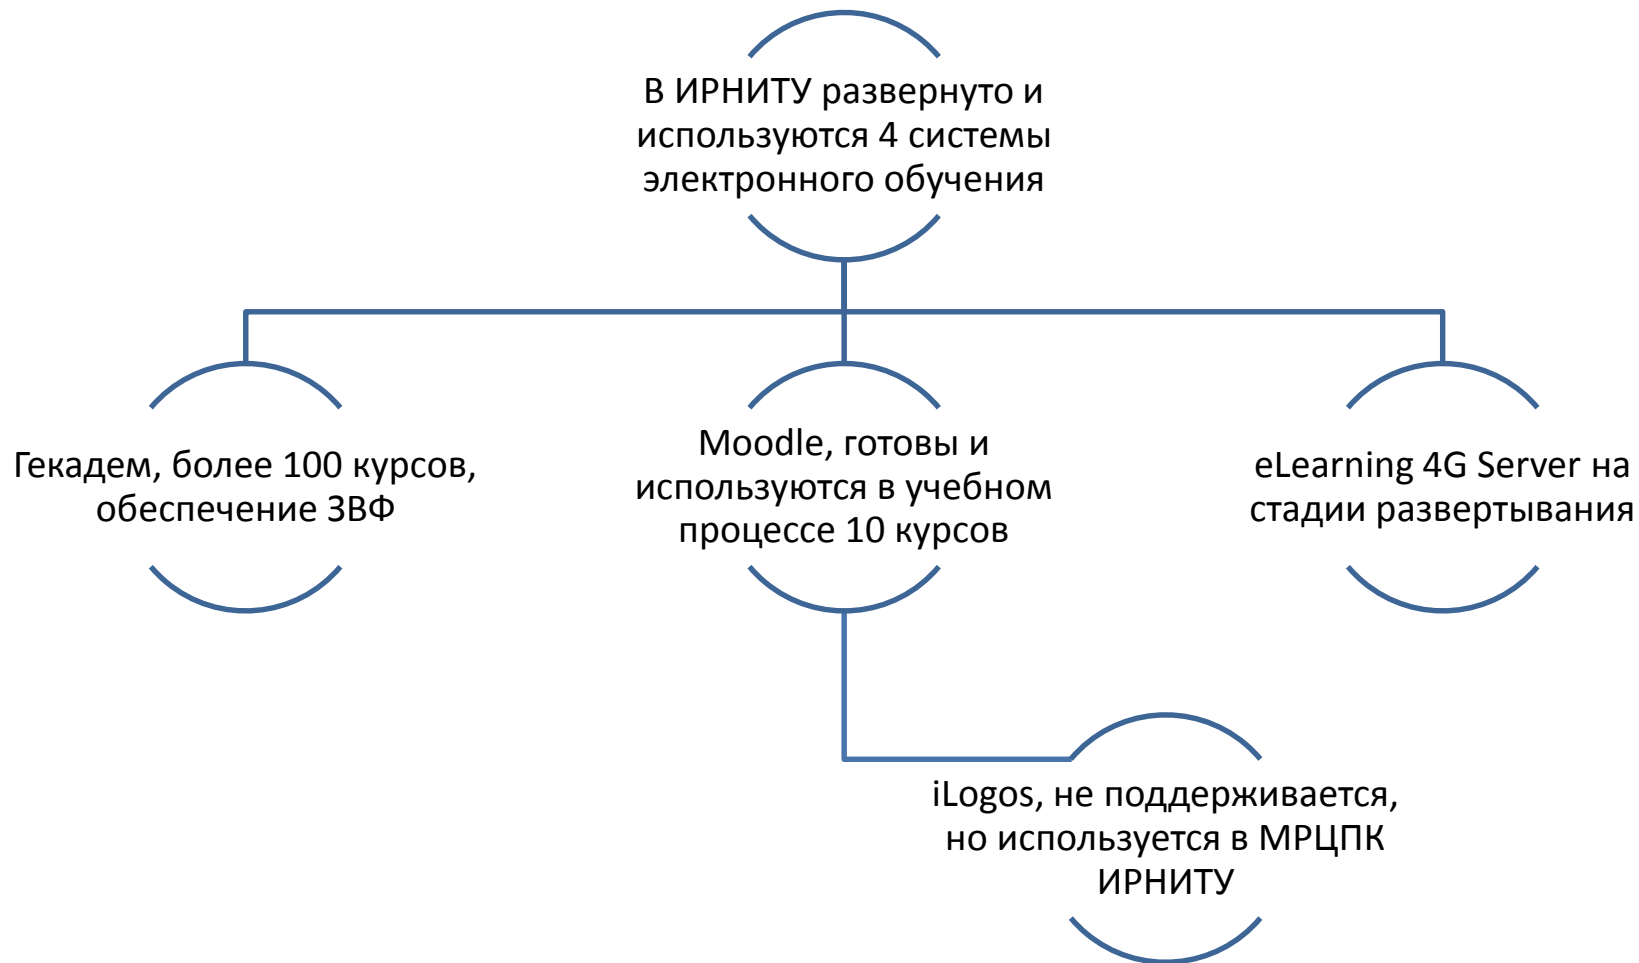 В ИРНИТУ развернуто и
используются 4 системы
электронного обучения
Гекадем, более 100 курсов,
обеспечение ЗВФ
Moodle, готовы и
используются в учебном
процессе 10 курсов
eLearning 4G Server на
стадии развертывания
iLogos, не поддерживается,
но используется в МРЦПК
ИРНИТУ